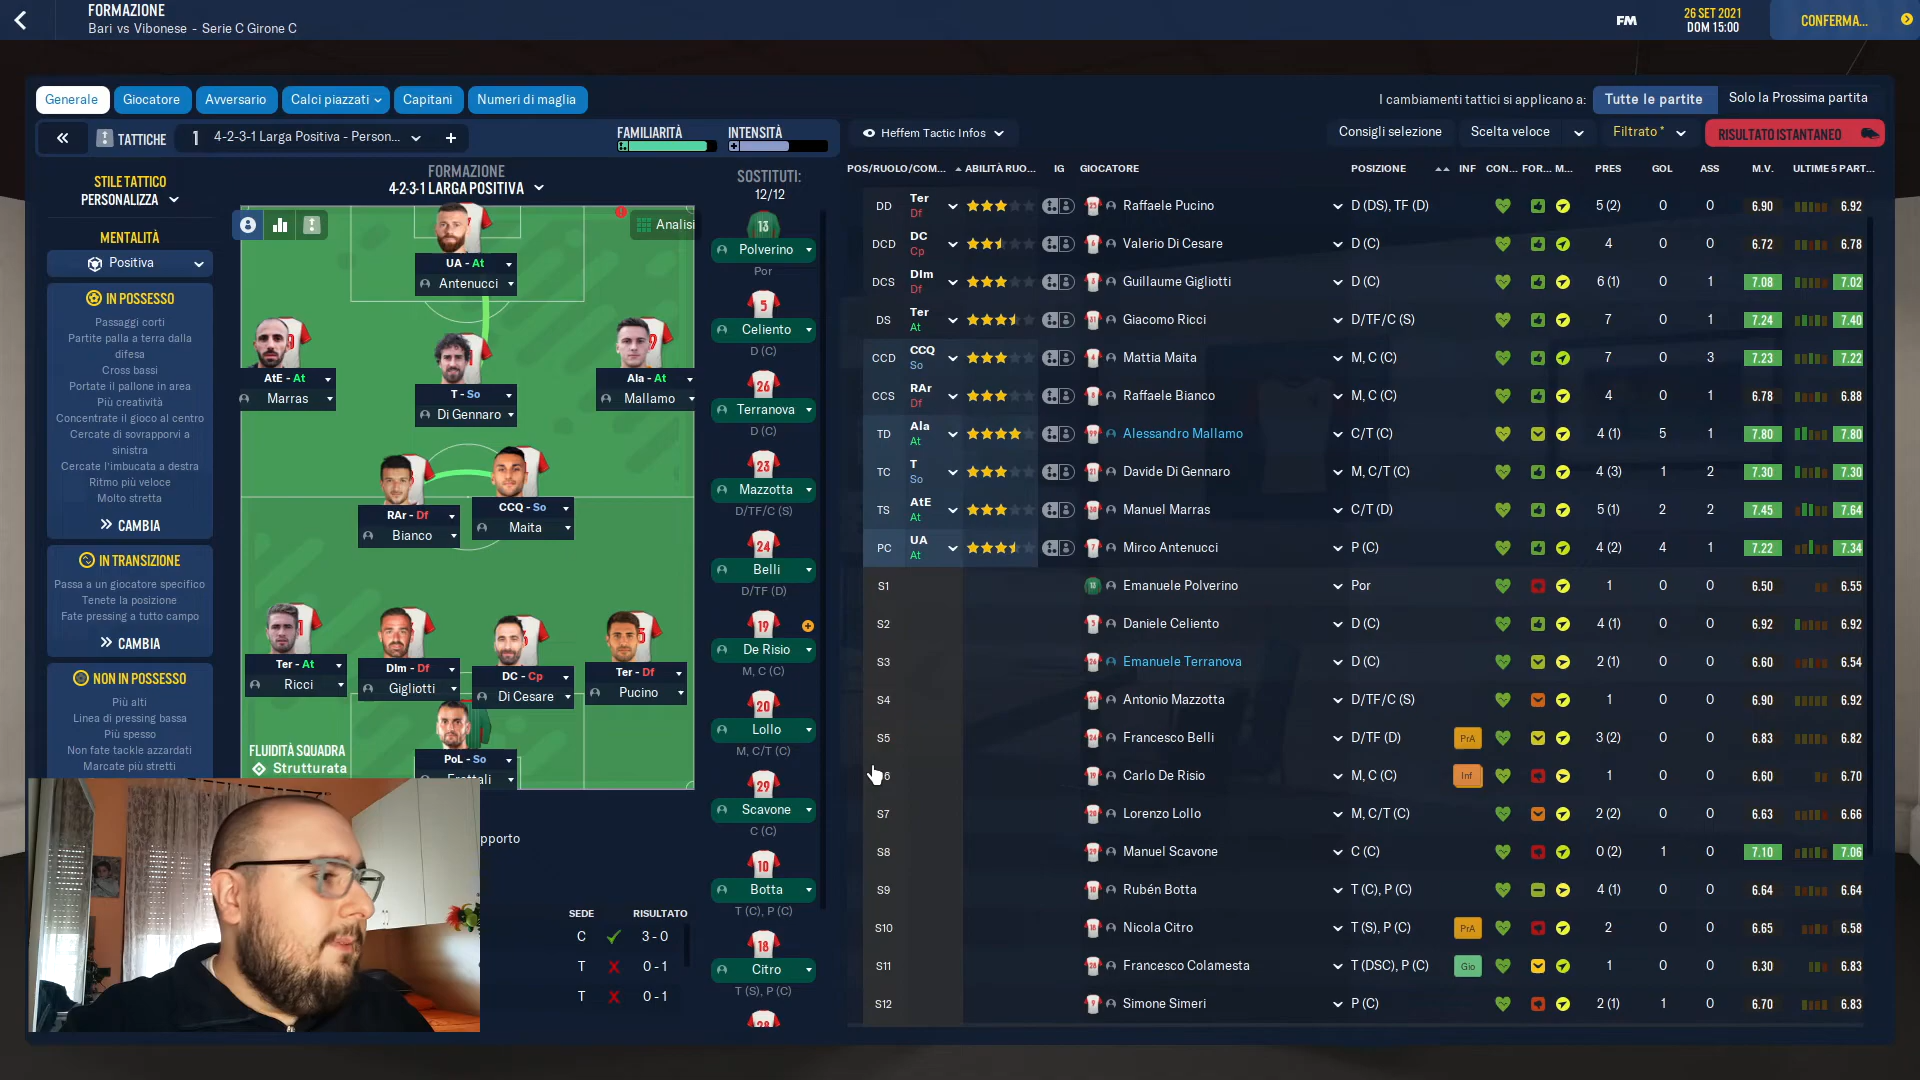 FORMAZIONE
Bari vs Vibonese - Serie C Girone C
FM
26 SET 2021
DOM 15:00
CONFERMA...
Generale
Giocatore
Avversario
Calci piazzati
Capitani
Numeri di maglia
I cambiamenti tattici si applicano a:
Tutte le partite
Solo la Prossima partita
TATTICHE
1 4-2-3-1 Larga Positiva - Person...
FAMILIARITÀ
INTENSITÀ
Heffem Tactic Infos
Consigli selezione
Scelta veloce
Filtrato *
RISULTATO ISTANTANEO
STILE TATTICO
PERSONALIZZA
MENTALITÀ
Positiva
IN POSSESSO
Passaggi corti
Partite palla a terra dalla
difesa
Cross bassi
Portate il pallone in area
Più creatività
Concentrate il gioco al centro
Cercate di sovrapporvi a
sinistra
Cercate l'imbucata a destra
Ritmo più veloce
Molto stretta
CAMBIA
IN TRANSIZIONE
Passa a un giocatore specifico
Tenete la posizione
Fate pressing a tutto campo
CAMBIA
NON IN POSSESSO
Più alti
Linea di pressing bassa
Più spesso
Non fate tackle azzardati
Marcate più stretti
FORMAZIONE
4-2-3-1 LARGA POSITIVA
Analisi
UA - At
Antenucci
AtE - At
Marras
T - So
Di Gennaro
Ala - At
Mallamo
RAr - Df
Bianco
CCQ - So
Maita
Ter - At
Ricci
DIm - Df
Gigliotti
DC - Cp
Di Cesare
Ter - Df
Pucino
PoL - So
Frattali
FLUIDITÀ SQUADRA
Strutturata
pporto
SEDE RISULTATO
C 3 - 0
T 0 - 1
T 0 - 1
SOSTITUTI:
12/12
13
Polverino
Por
5
Celiento
D (C)
26
Terranova
D (C)
23
Mazzotta
D/TF/C (S)
24
Belli
D/TF (D)
19
De Risio
M, C (C)
20
Lollo
M, C/T (C)
29
Scavone
C (C)
10
Botta
T (C), P (C)
18
Citro
T (S), P (C)
28
POS/RUOLO/COM... ABILITÀ RUO... IG GIOCATORE POSIZIONE INF CON... FOR... M... PRES GOL ASS M.V. ULTIME 5 PART...
DD Ter Df Raffaele Pucino D (DS), TF (D) 5 (2) 0 0 6.90 6.92
DCD DC Cp Valerio Di Cesare D (C) 4 0 0 6.72 6.78
DCS DIm Df Guillaume Gigliotti D (C) 6 (1) 0 1 7.08 7.02
DS Ter At Giacomo Ricci D/TF/C (S) 7 0 1 7.24 7.40
CCD CCQ So Mattia Maita M, C (C) 7 0 3 7.23 7.22
CCS RAr Df Raffaele Bianco M, C (C) 4 0 1 6.78 6.88
TD Ala At Alessandro Mallamo C/T (C) 4 (1) 5 1 7.80 7.80
TC T So Davide Di Gennaro M, C/T (C) 4 (3) 1 2 7.30 7.30
TS AtE At Manuel Marras C/T (D) 5 (1) 2 2 7.45 7.64
PC UA At Mirco Antenucci P (C) 4 (2) 4 1 7.22 7.34
S1 Emanuele Polverino Por 1 0 0 6.50 6.55
S2 Daniele Celiento D (C) 4 (1) 0 0 6.92 6.92
S3 Emanuele Terranova D (C) 2 (1) 0 0 6.60 6.54
S4 Antonio Mazzotta D/TF/C (S) 1 0 0 6.90 6.92
S5 Francesco Belli D/TF (D) PrA 3 (2) 0 0 6.83 6.82
6 Carlo De Risio M, C (C) Inf 1 0 0 6.60 6.70
S7 Lorenzo Lollo M, C/T (C) 2 (2) 0 0 6.63 6.66
S8 Manuel Scavone C (C) 0 (2) 1 0 7.10 7.06
S9 Rubén Botta T (C), P (C) 4 (1) 0 0 6.64 6.64
S10 Nicola Citro T (S), P (C) PrA 2 0 0 6.65 6.58
S11 Francesco Colamesta T (DSC), P (C) Gio 1 0 0 6.30 6.83
S12 Simone Simeri P (C) 2 (1) 1 0 6.70 6.83